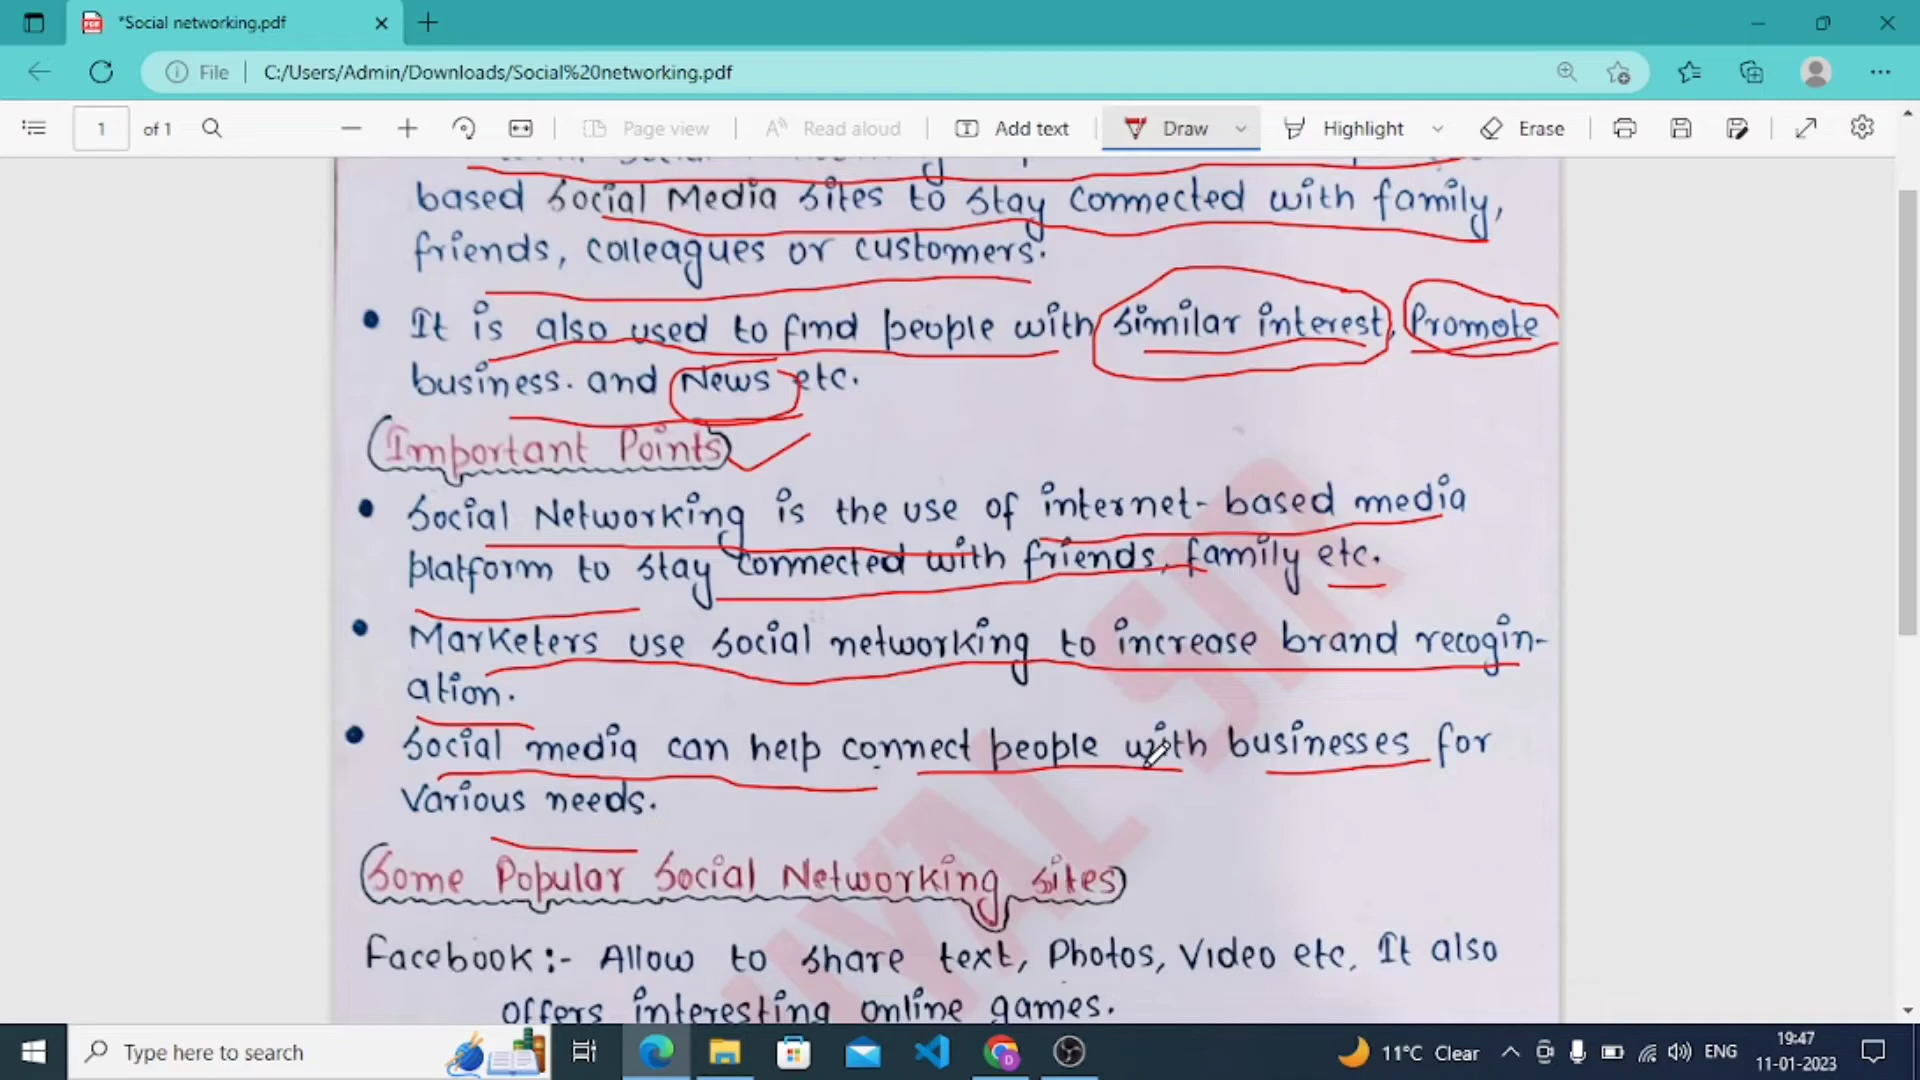 *Social networking.pdf
File C:/Users/Admin/Downloads/Social%20networking.pdf
1 of 1 Page view Read aloud Add text Draw Highlight Erase
based Social Media sites to stay connected with family,
friends, colleagues or customers.
• It is also used to find people with similar interest, Promote
business. and News etc.
Important Points
• Social Networking is the use of internet-based media
platform to stay connected with friends, family etc.
• Marketers use social networking to increase brand recogin-
ation.
• Social media can help connect people with businesses for
Various needs.
Some Popular Social Networking sites
Facebook:- Allow to share text, Photos, Video etc. It also
offers interesting online games.
Type here to search 11°C Clear ENG 19:47
11-01-2023